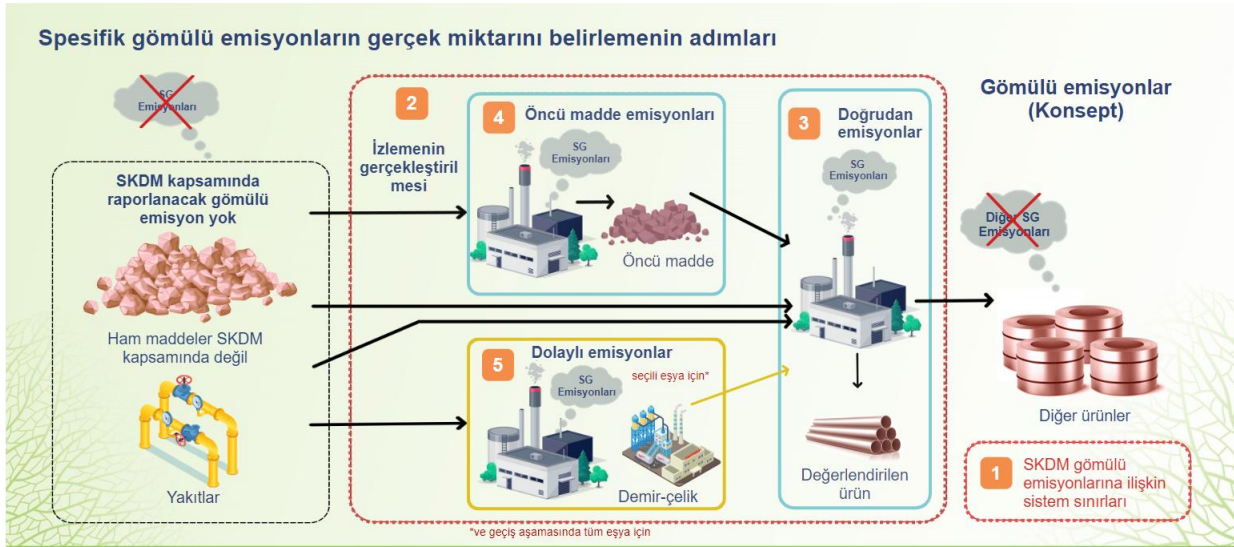 Spesifik gömülü emisyonların gerçek miktarını belirlemenin adımları
SG
Emisyonları
SKDM kapsamında
raporlanacak gömülü
emisyon yok
Ham maddeler SKDM
kapsamında değil
Yakıtlar
2
İzlemenin
gerçekleştiril
mesi
4
Öncü madde emisyonları
SG
Emisyonları
Öncü madde
5
Dolaylı emisyonlar
seçili eşya için*
SG
Emisyonları
Demir-çelik
*ve geçiş aşamasında tüm eşya için
3
Doğrudan
emisyonlar
SG
Emisyonları
Değerlendirilen
ürün
Gömülü emisyonlar
(Konsept)
Diğer SG
Emisyonları
Diğer ürünler
1
SKDM gömülü
emisyonlarına ilişkin
sistem sınırları